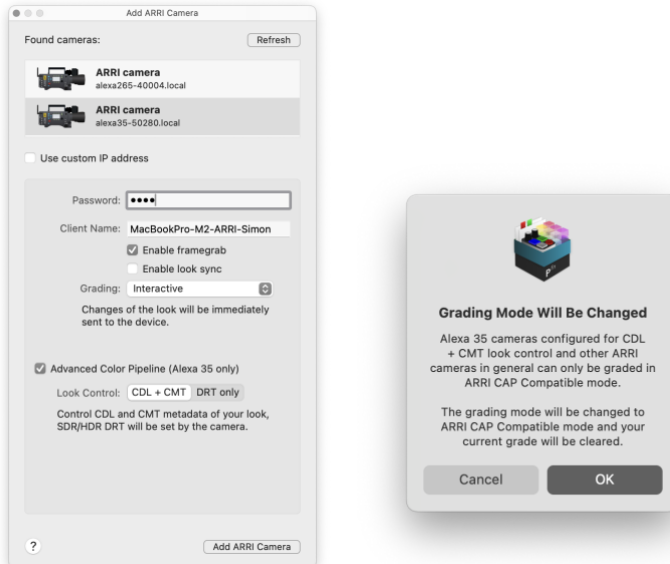 Add ARRI Camera
Found cameras:
Refresh
ARRI camera
alexa265-40004.local
ARRI camera
alexa35-50280.local
Use custom IP address
Password: ••••
Client Name: MacBookPro-M2-ARRI-Simon
Enable framegrab
Enable look sync
Grading: Interactive
Changes of the look will be immediately
sent to the device.
Advanced Color Pipeline (Alexa 35 only)
Look Control: CDL + CMT DRT only
Control CDL and CMT metadata of your look,
SDR/HDR DRT will be set by the camera.
?
Add ARRI Camera
Grading Mode Will Be Changed
Alexa 35 cameras configured for CDL
+ CMT look control and other ARRI
cameras in general can only be graded in
ARRI CAP Compatible mode.
The grading mode will be changed to
ARRI CAP Compatible mode and your
current grade will be cleared.
Cancel
OK